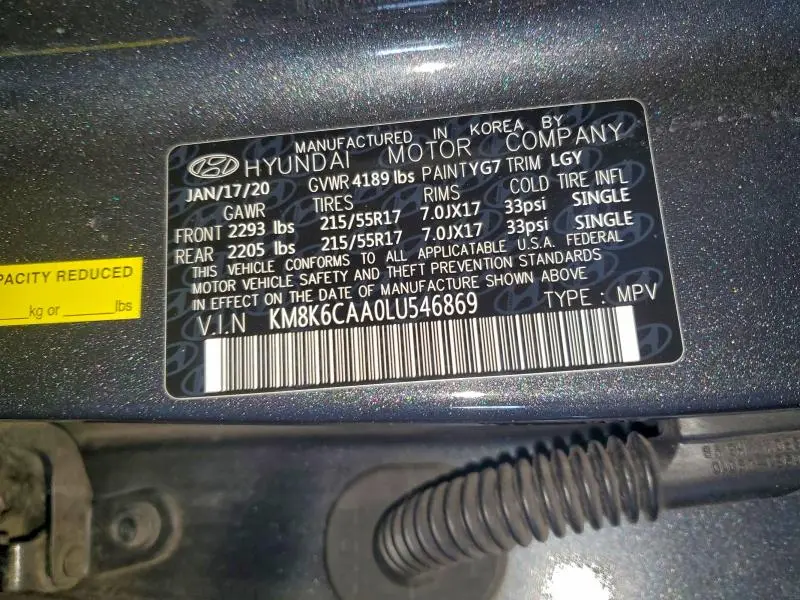 MANUFACTURED IN KOREA BY
HYUNDAI MOTOR COMPANY
JAN/17/20 GVWR 4189 lbs PAINT YG7 TRIM LGY
GAWR TIRES RIMS COLD TIRE INFL
FRONT 2293 lbs 215/55R17 7.0JX17 33psi SINGLE
REAR 2205 lbs 215/55R17 7.0JX17 33psi SINGLE
THIS VEHICLE CONFORMS TO ALL APPLICABLE U.S.A. FEDERAL
MOTOR VEHICLE SAFETY AND THEFT PREVENTION STANDARDS
IN EFFECT ON THE DATE OF MANUFACTURE SHOWN ABOVE
V.I.N KM8K6CAA0LU546869 TYPE : MPV
PACITY REDUCED
kg or lbs